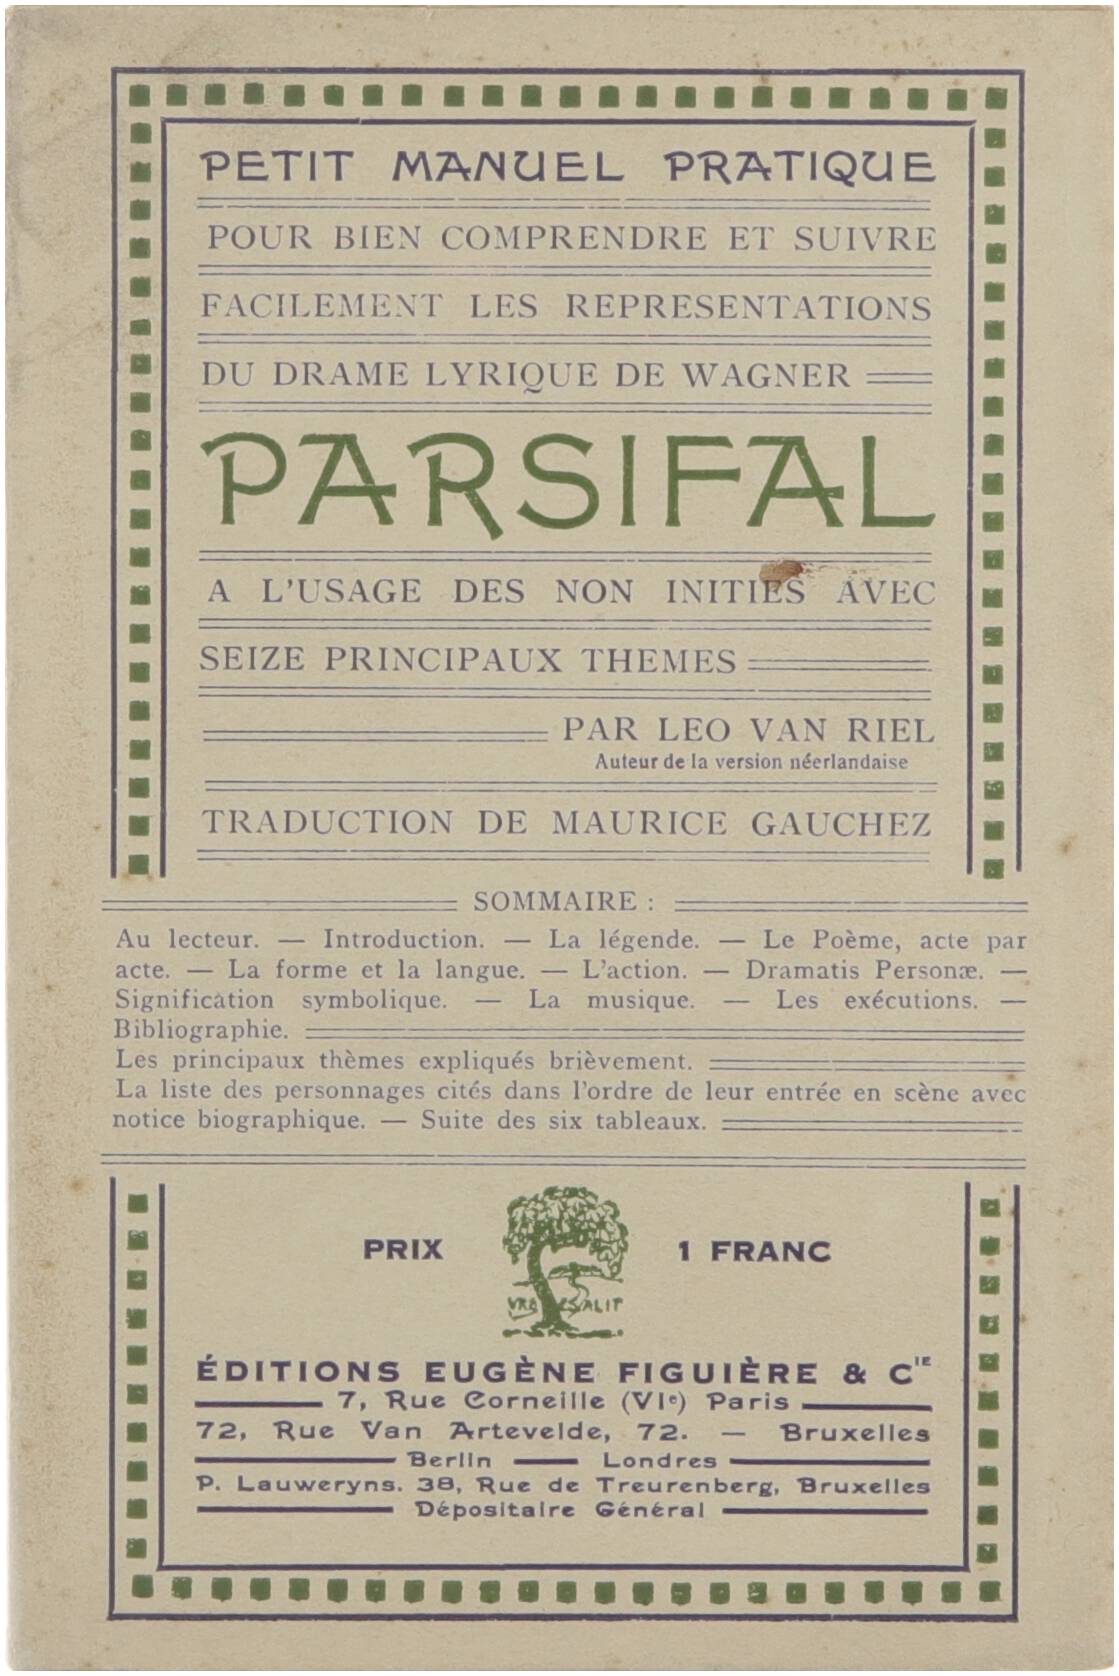 PETIT MANUEL PRATIQUE
POUR BIEN COMPRENDRE ET SUIVRE
FACILEMENT LES REPRESENTATIONS
DU DRAME LYRIQUE DE WAGNER
PARSIFAL
A L'USAGE DES NON INITIÉS AVEC
SEIZE PRINCIPAUX THEMES
PAR LEO VAN RIEL
Auteur de la version néerlandaise
TRADUCTION DE MAURICE GAUCHEZ
SOMMAIRE :
Au lecteur. — Introduction. — La légende. — Le Poème, acte par
acte. — La forme et la langue. — L'action. — Dramatis Personæ. —
Signification symbolique. — La musique. — Les exécutions. —
Bibliographie.
Les principaux thèmes expliqués brièvement.
La liste des personnages cités dans l'ordre de leur entrée en scène avec
notice biographique. — Suite des six tableaux.
PRIX 1 FRANC
ÉDITIONS EUGÈNE FIGUIÈRE & CIE
7, Rue Corneille (VIe) Paris
72, Rue Van Artevelde, 72. — Bruxelles
Berlin — Londres
P. Lauweryns. 38, Rue de Treurenberg, Bruxelles
Dépositaire Général